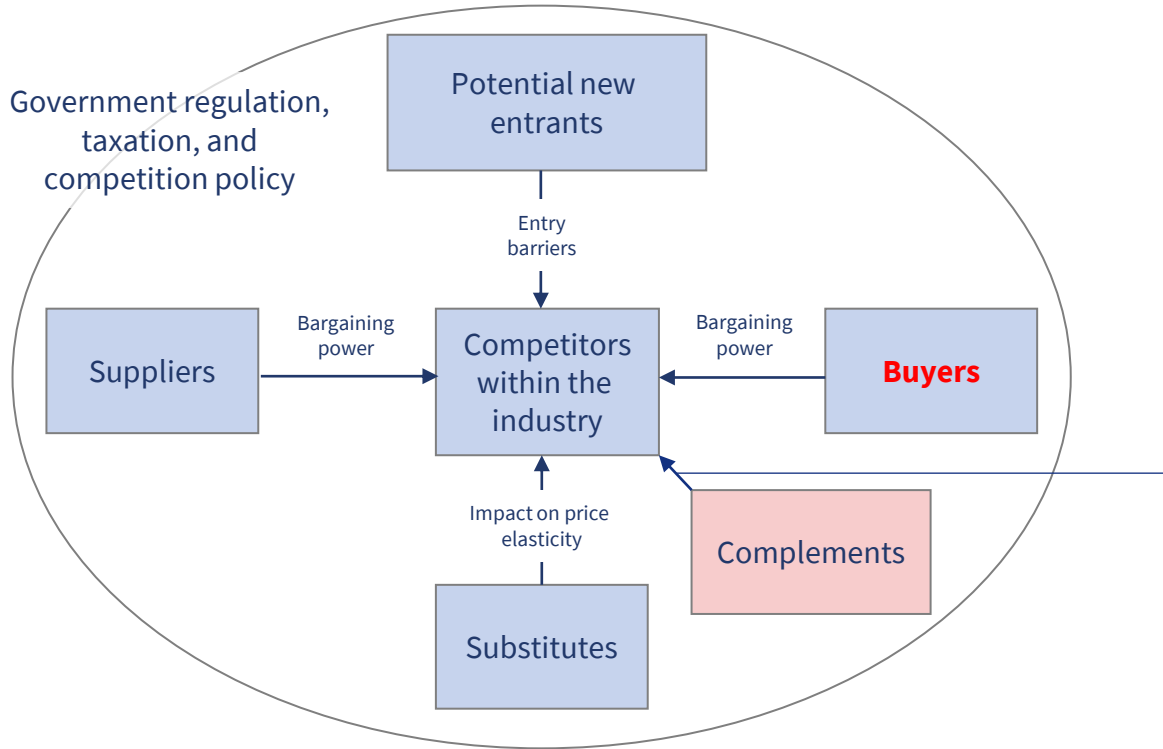 Potential new
entrants
Government regulation,
taxation, and
competition policy
Entry
barriers
Suppliers
Bargaining
power
Competitors
within the
industry
Bargaining
power
Buyers
Impact on price
elasticity
Complements
Substitutes